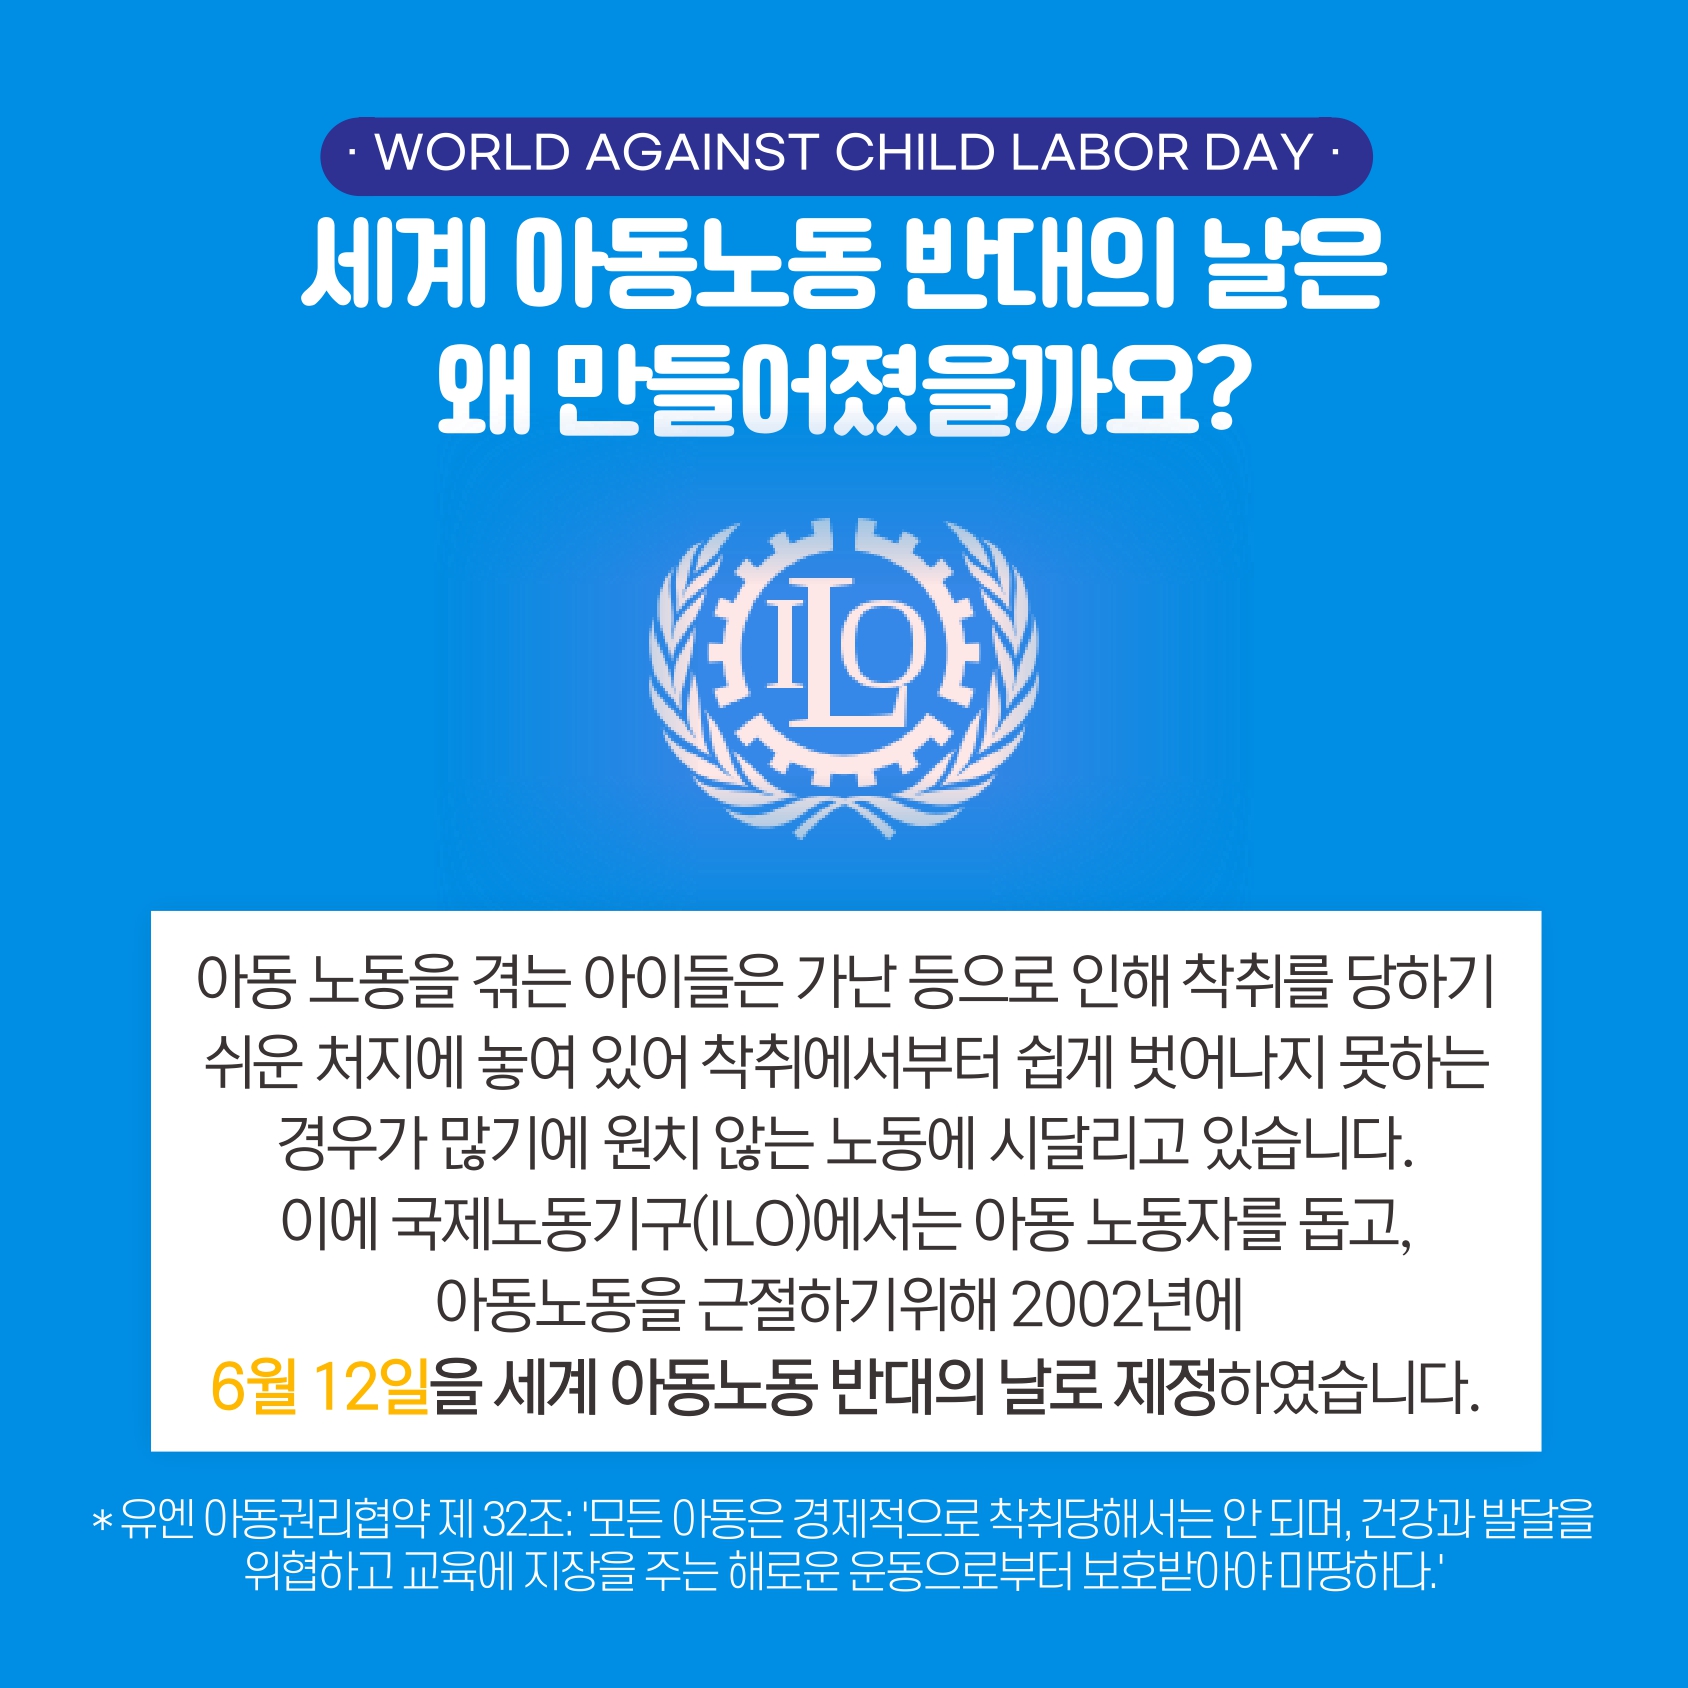 · WORLD AGAINST CHILD LABOR DAY ·
세계 아동노동 반대의 날은
왜 만들어졌을까요?
ILO
아동 노동을 겪는 아이들은 가난 등으로 인해 착취를 당하기
쉬운 처지에 놓여 있어 착취에서부터 쉽게 벗어나지 못하는
경우가 많기에 원치 않는 노동에 시달리고 있습니다.
이에 국제노동기구(ILO)에서는 아동 노동자를 돕고,
아동노동을 근절하기위해 2002년에
6월 12일을 세계 아동노동 반대의 날로 제정하였습니다.
* 유엔 아동권리협약 제 32조: '모든 아동은 경제적으로 착취당해서는 안 되며, 건강과 발달을
위협하고 교육에 지장을 주는 해로운 운동으로부터 보호받아야 마땅하다.'